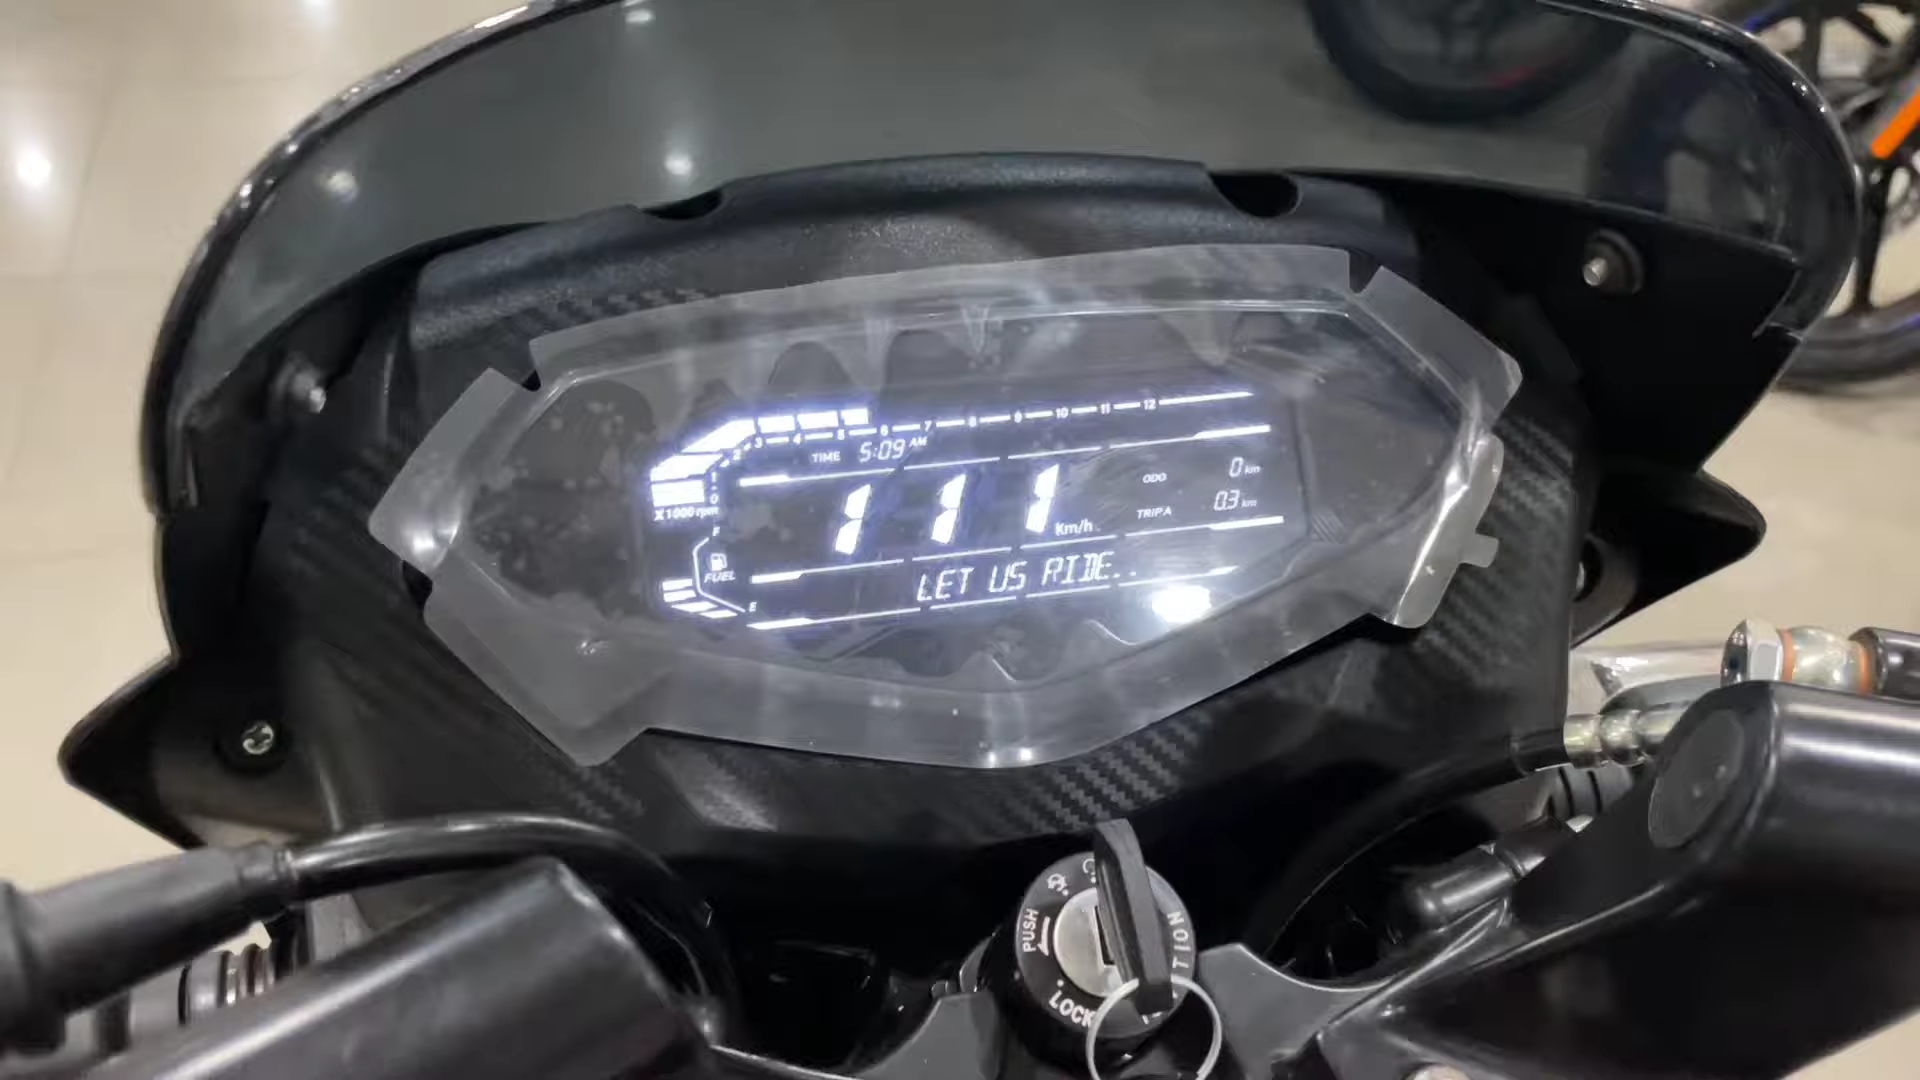 0 1 2 3 4 5 6 7 8 9 10 11 12
X1000 rpm
TIME 5:09 AM
111 Km/h
ODO 0 km
TRIP A 0.3 km
F
FUEL
E
LET US RIDE..
PUSH
LOCK